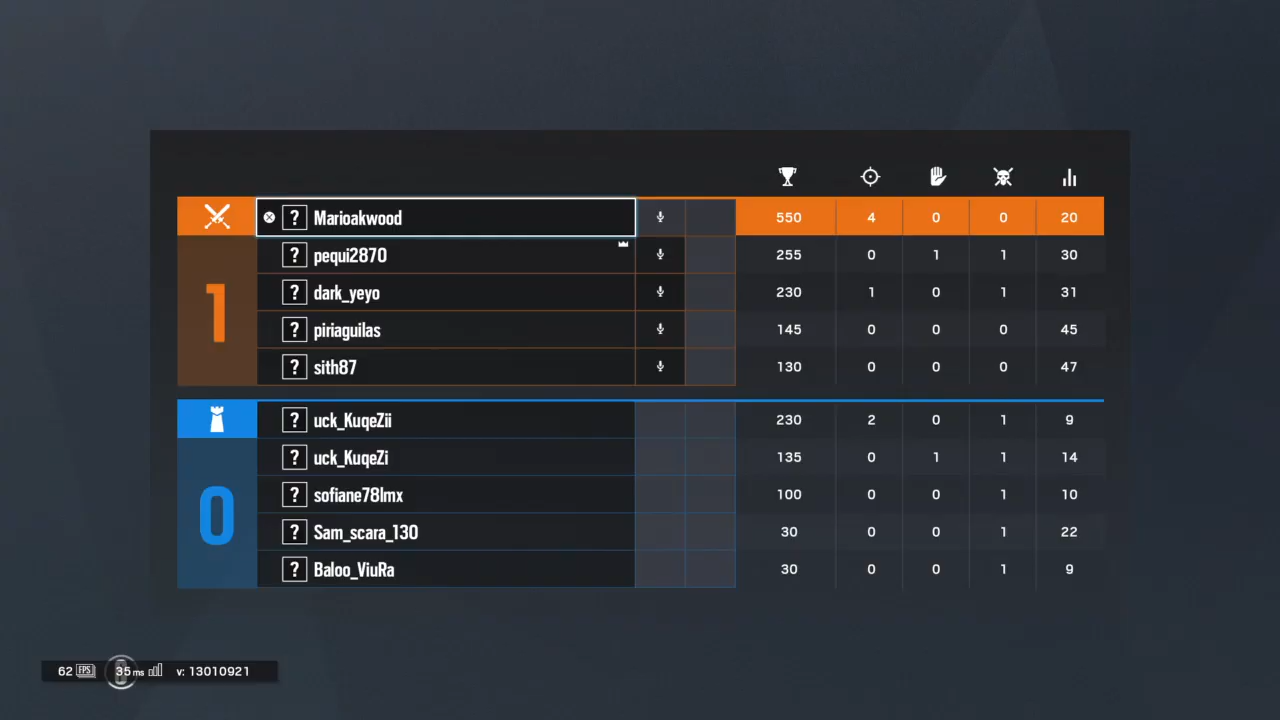 ? Marioakwood 550 4 0 0 20
? pequi2870 255 0 1 1 30
1
? dark_yeyo 230 1 0 1 31
? piriaguilas 145 0 0 0 45
? sith87 130 0 0 0 47
? uck_KuqeZii 230 2 0 1 9
? uck_KuqeZi 135 0 1 1 14
0
? sofiane78lmx 100 0 0 1 10
? Sam_scara_130 30 0 0 1 22
? Baloo_ViuRa 30 0 0 1 9
62 FPS 35 ms v: 13010921